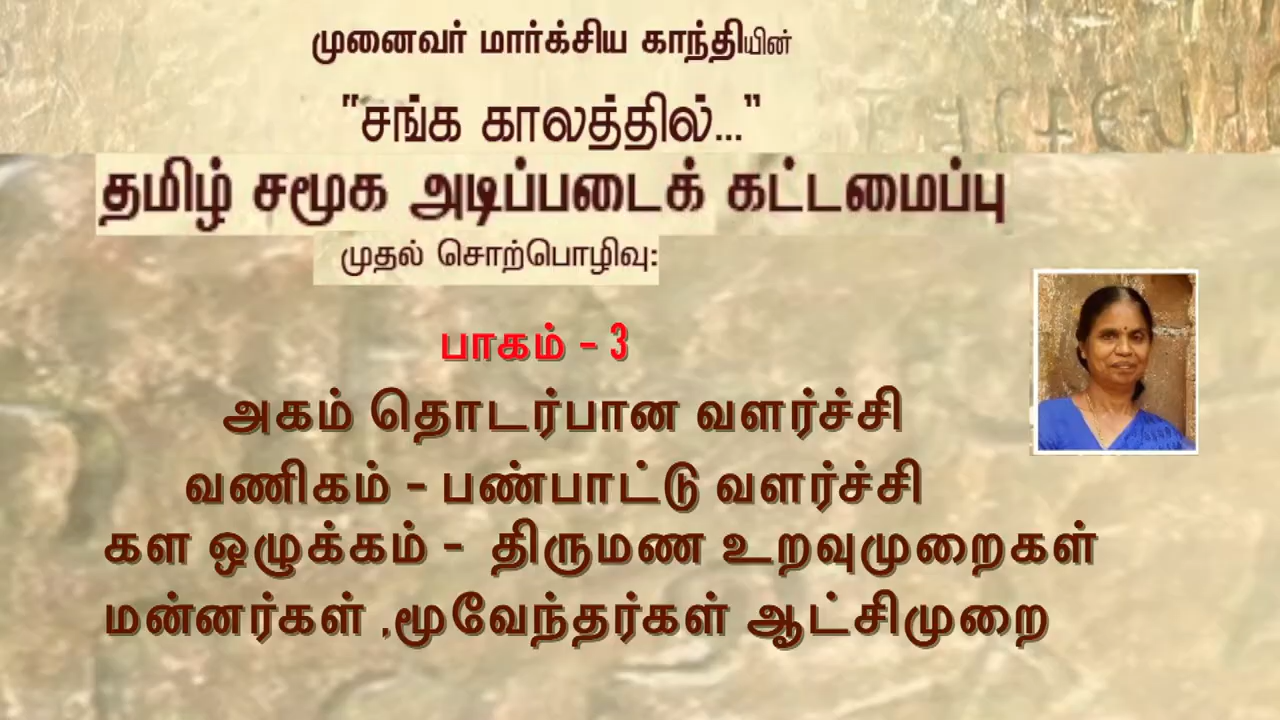 முனைவர் மார்க்சிய காந்தியின்
"சங்க காலத்தில்..."
தமிழ் சமூக அடிப்படைக் கட்டமைப்பு
முதல் சொற்பொழிவு:
பாகம் - 3
அகம் தொடர்பான வளர்ச்சி
வணிகம் - பண்பாட்டு வளர்ச்சி
கள ஒழுக்கம் - திருமண உறவுமுறைகள்
மன்னர்கள் ,மூவேந்தர்கள் ஆட்சிமுறை